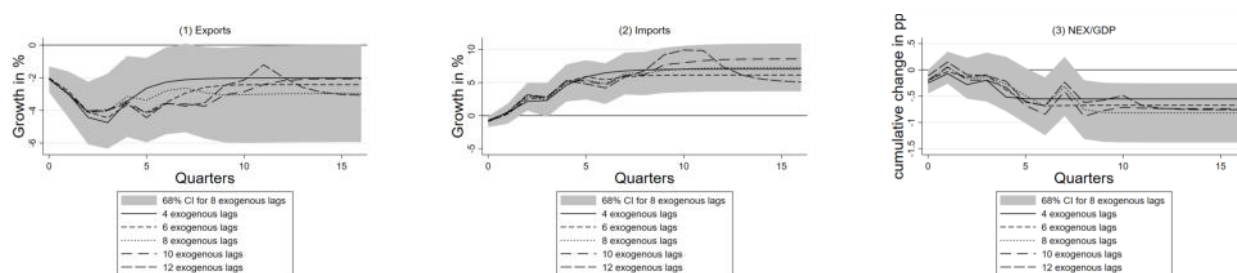 (1) Exports
Growth in %
0
-2
-4
-6
0
5
10
15
Quarters
68% CI for 8 exogenous lags
4 exogenous lags
6 exogenous lags
8 exogenous lags
10 exogenous lags
12 exogenous lags
(2) Imports
Growth in %
10
5
0
-5
0
5
10
15
Quarters
68% CI for 8 exogenous lags
4 exogenous lags
6 exogenous lags
8 exogenous lags
10 exogenous lags
12 exogenous lags
(3) NEX/GDP
cumulative change in pp
.5
0
-.5
-1
-1.5
0
5
10
15
Quarters
68% CI for 8 exogenous lags
4 exogenous lags
6 exogenous lags
8 exogenous lags
10 exogenous lags
12 exogenous lags